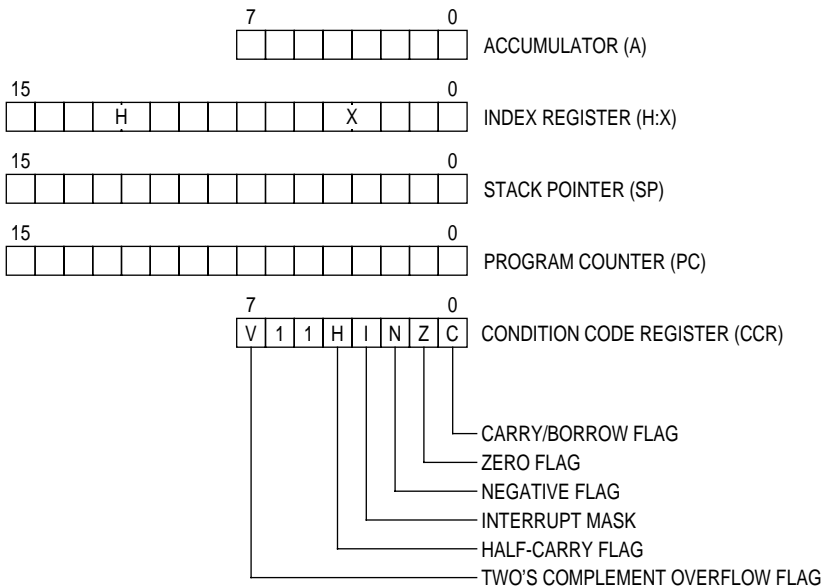 7 0
ACCUMULATOR (A)
15 0
H X INDEX REGISTER (H:X)
15 0
STACK POINTER (SP)
15 0
PROGRAM COUNTER (PC)
7 0
V 1 1 H I N Z C CONDITION CODE REGISTER (CCR)
CARRY/BORROW FLAG
ZERO FLAG
NEGATIVE FLAG
INTERRUPT MASK
HALF-CARRY FLAG
TWO'S COMPLEMENT OVERFLOW FLAG